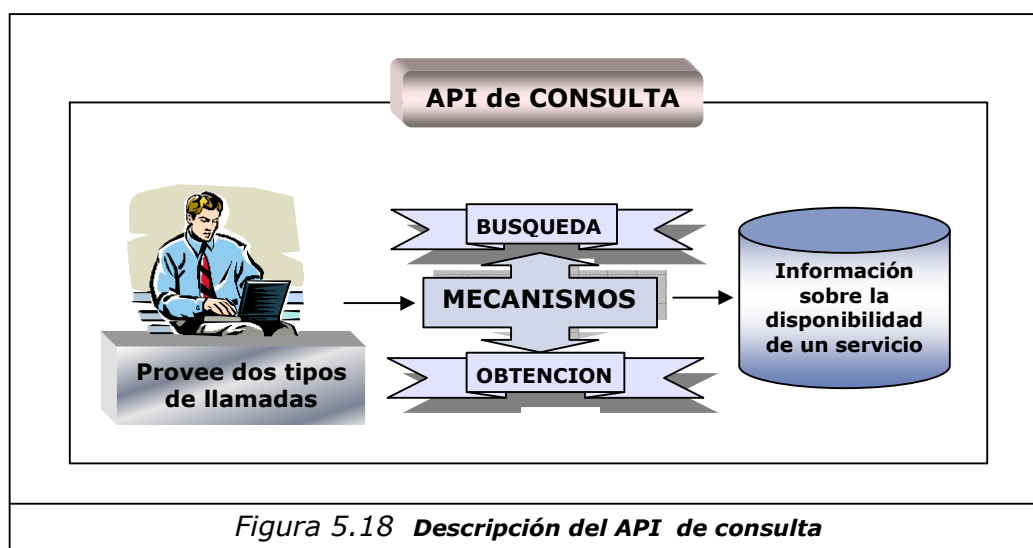 API de CONSULTA
Provee dos tipos
de llamadas
BUSQUEDA
MECANISMOS
OBTENCION
Información
sobre la
disponibilidad
de un servicio
Figura 5.18 Descripción del API de consulta